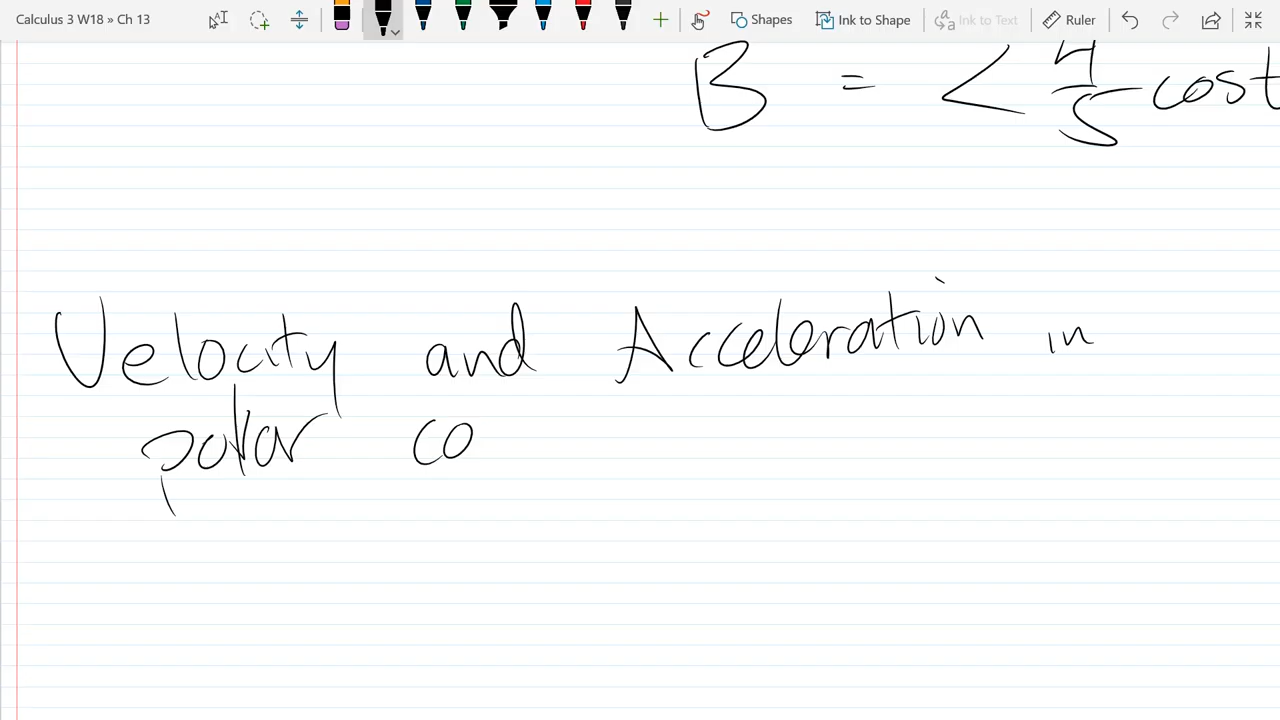 Calculus 3 W18 » Ch 13
Shapes
Ink to Shape
Ink to Text
Ruler
B = < 4/5 cost
Velocity and Acceleration in
polar co